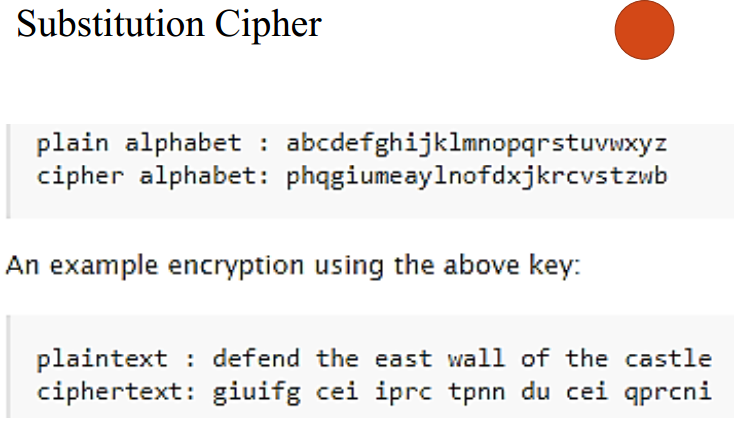 Substitution Cipher
plain alphabet : abcdefghijklmnopqrstuvwxyz
cipher alphabet: phqgiumeaylnofdxjkrcvstzwb
An example encryption using the above key:
plaintext : defend the east wall of the castle
ciphertext: giuifg cei iprc tpnn du cei qprcni